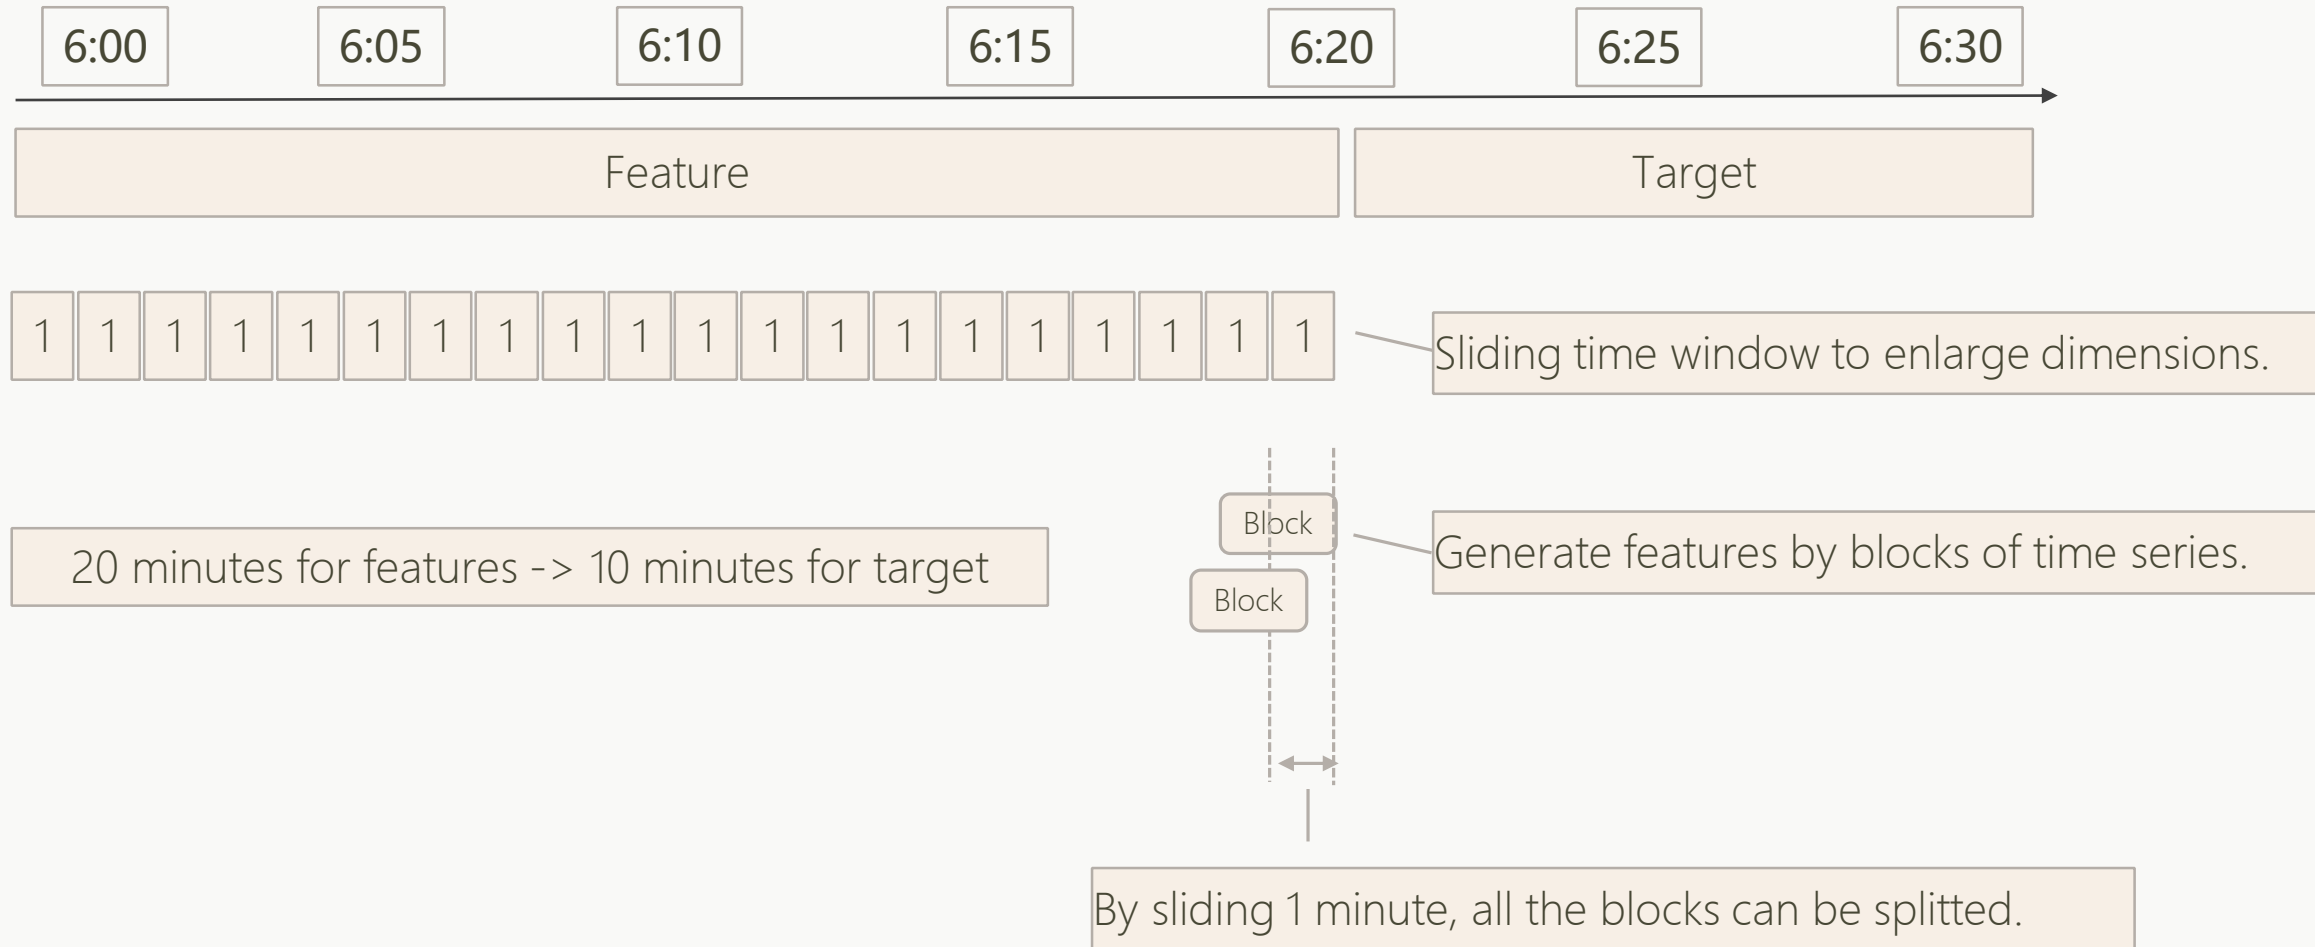 6:00 6:05 6:10 6:15 6:20 6:25 6:30
Feature Target
1 1 1 1 1 1 1 1 1 1 1 1 1 1 1 1 1 1 1 1
Sliding time window to enlarge dimensions.
Block
Generate features by blocks of time series.
20 minutes for features -> 10 minutes for target
Block
By sliding 1 minute, all the blocks can be splitted.